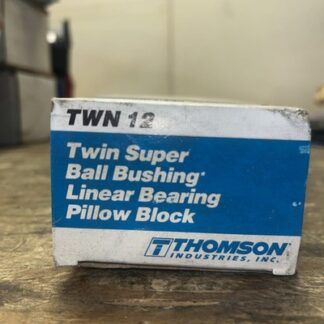 TWN 12
Twin Super
Ball Bushing*
Linear Bearing
Pillow Block
THOMSON
INDUSTRIES, INC.